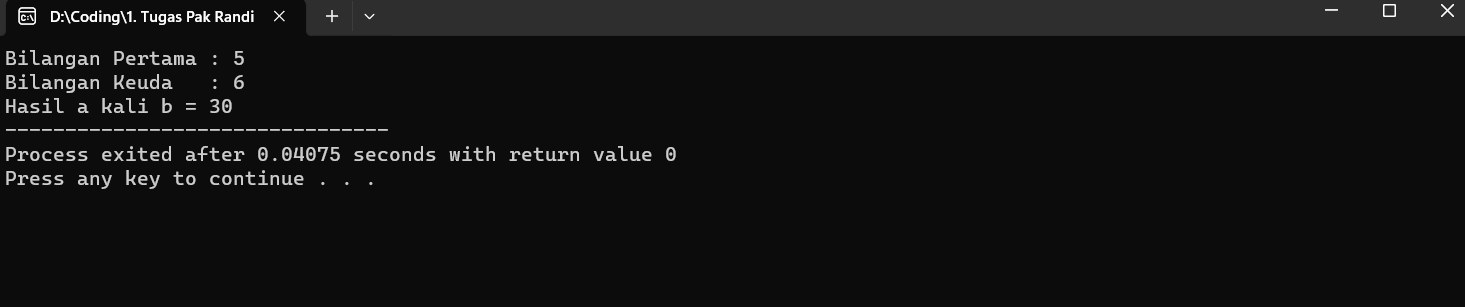 D:\Coding\1. Tugas Pak Randi
Bilangan Pertama : 5
Bilangan Keuda   : 6
Hasil a kali b = 30
--------------------------------
Process exited after 0.04075 seconds with return value 0
Press any key to continue . . .